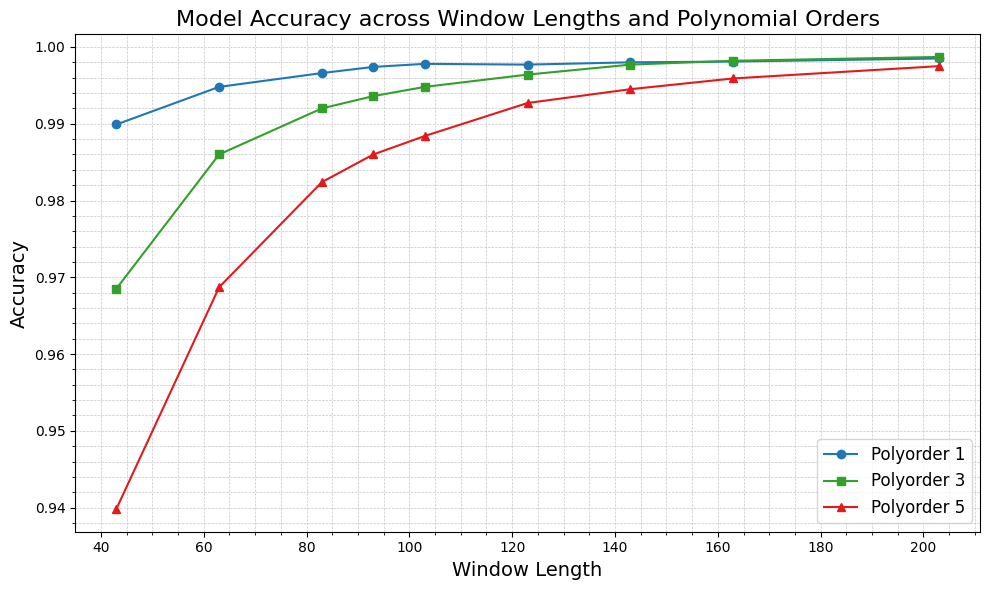 Model Accuracy across Window Lengths and Polynomial Orders
1.00
0.99
0.98
0.97
0.96
0.95
0.94
Accuracy
Polyorder 1
Polyorder 3
Polyorder 5
40 60 80 100 120 140 160 180 200
Window Length